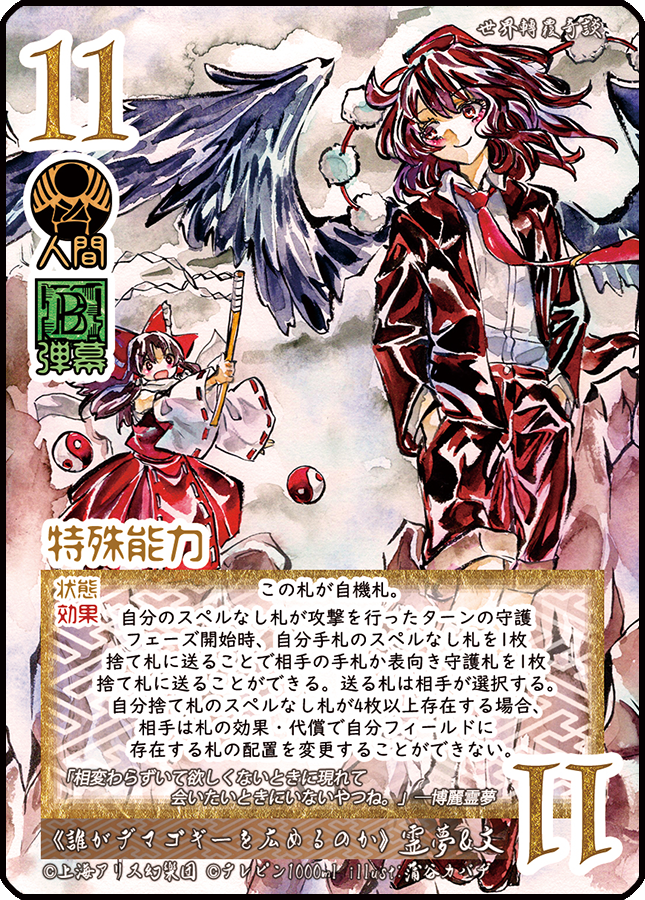 世界轉覆奇談
11
人間
B
弾幕
特殊能力
状態
効果
この札が自機札。
自分のスペルなし札が攻撃を行ったターンの守護
フェーズ開始時、自分手札のスペルなし札を1枚
捨て札に送ることで相手の手札か表向き守護札を1枚
捨て札に送ることができる。送る札は相手が選択する。
自分捨て札のスペルなし札が4枚以上存在する場合、
相手は札の効果・代償で自分フィールドに
存在する札の配置を変更することができない。
「相変わらずいて欲しくないときに現れて
会いたいときにいないやつね。」―博麗霊夢
11
《誰がデマゴギーを広めるのか》霊夢&文
©上海アリス幻樂団 ©テレピン1000ml illust:蒲谷カバヂ